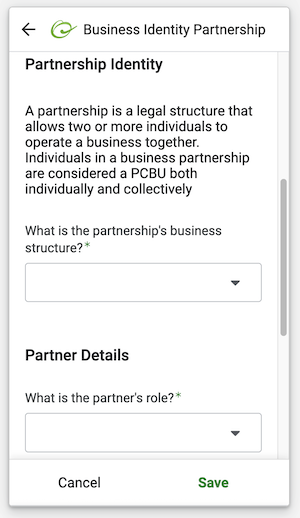 Business Identity Partnership
Partnership Identity
A partnership is a legal structure that
allows two or more individuals to
operate a business together.
Individuals in a business partnership
are considered a PCBU both
individually and collectively
What is the partnership's business
structure?*
Partner Details
What is the partner's role?*
Cancel
Save